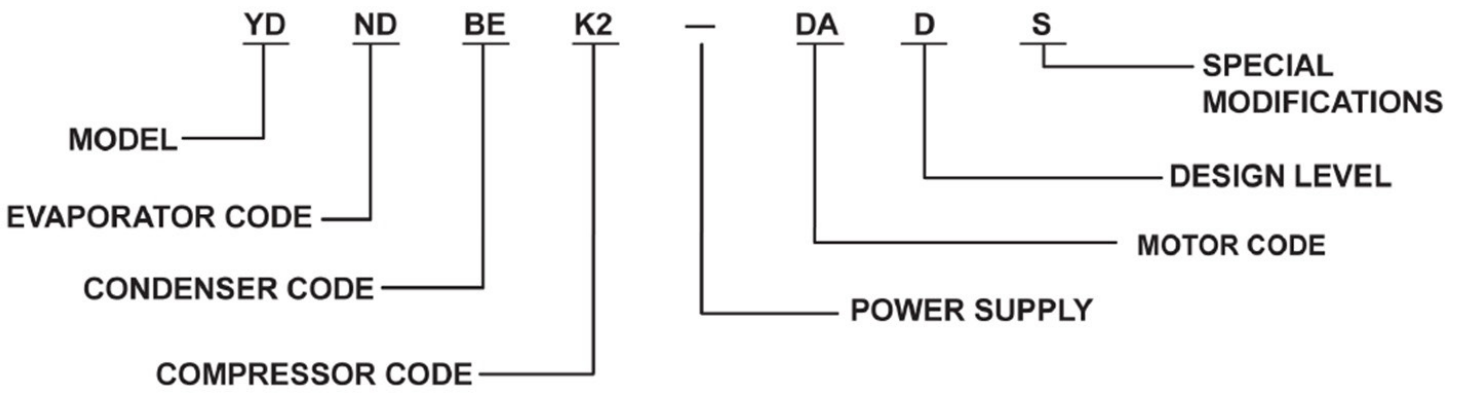 YD ND BE K2 — DA D S
SPECIAL
MODIFICATIONS
MODEL
DESIGN LEVEL
EVAPORATOR CODE
MOTOR CODE
CONDENSER CODE
POWER SUPPLY
COMPRESSOR CODE